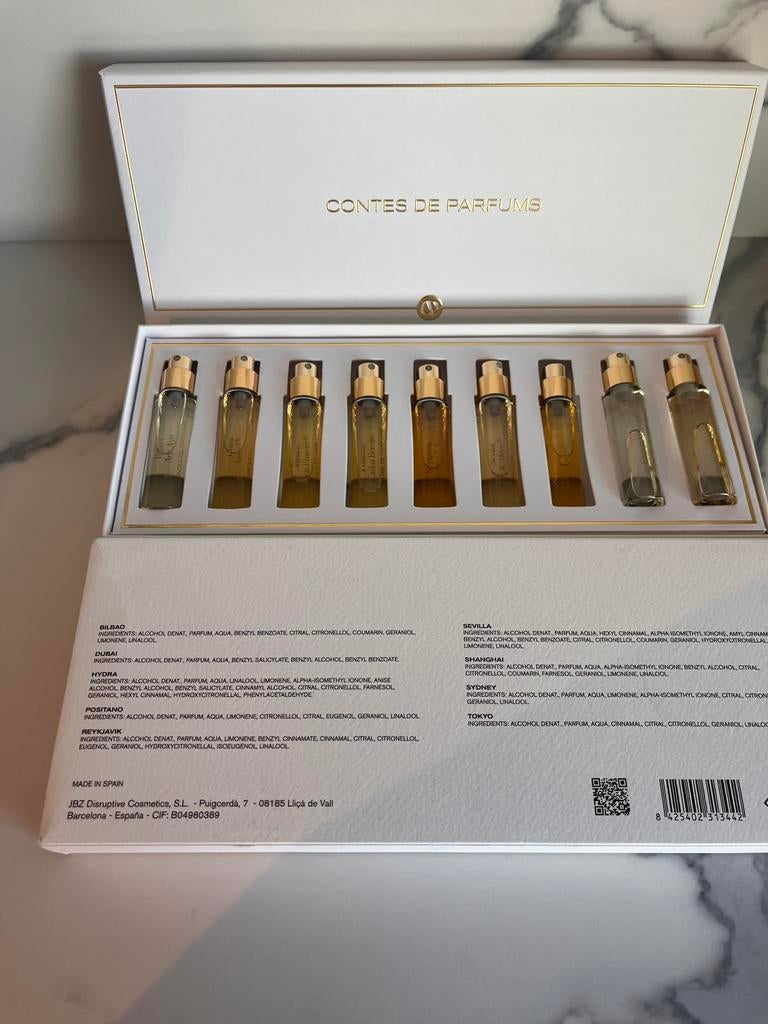 CONTES DE PARFUMS
BILBAO
INGREDIENTS: ALCOHOL DENAT., PARFUM, AQUA, BENZYL BENZOATE, CITRAL, CITRONELLOL, COUMARIN, GERANIOL,
LIMONENE, LINALOOL.
DUBAI
INGREDIENTS: ALCOHOL DENAT., PARFUM, AQUA, BENZYL SALICYLATE, BENZYL ALCOHOL, BENZYL BENZOATE.
HYDRA
INGREDIENTS: ALCOHOL DENAT., PARFUM, AQUA, LINALOOL, LIMONENE, ALPHA-ISOMETHYL IONONE, ANISE
ALCOHOL, BENZYL ALCOHOL, BENZYL SALICYLATE, CINNAMYL ALCOHOL, CITRAL, CITRONELLOL, FARNESOL,
GERANIOL, HEXYL CINNAMAL, HYDROXYCITRONELLAL, PHENYLACETALDEHYDE.
POSITANO
INGREDIENTS: ALCOHOL DENAT., PARFUM, AQUA, LIMONENE, CITRONELLOL, CITRAL, EUGENOL, GERANIOL, LINALOOL
REYKJAVIK
INGREDIENTS: ALCOHOL DENAT., PARFUM, AQUA, LIMONENE, BENZYL CINNAMATE, CINNAMAL, CITRAL, CITRONELLOL,
EUGENOL, GERANIOL, HYDROXYCITRONELLAL, ISOEUGENOL, LINALOOL.
SEVILLA
INGREDIENTS: ALCOHOL DENAT., PARFUM, AQUA, HEXYL CINNAMAL, ALPHA-ISOMETHYL IONONE, AMYL CINNAM
BENZYL ALCOHOL, BENZYL BENZOATE, CITRAL, CITRONELLOL, COUMARIN, GERANIOL, HYDROXYCITRONELLAL,
LIMONENE, LINALOOL.
SHANGHAI
INGREDIENTS: ALCOHOL DENAT., PARFUM, AQUA, ALPHA-ISOMETHYL IONONE, BENZYL ALCOHOL, CITRAL,
CITRONELLOL, COUMARIN, FARNESOL, GERANIOL, LIMONENE, LINALOOL.
SYDNEY
INGREDIENTS: ALCOHOL DENAT., PARFUM, AQUA, LIMONENE, ALPHA-ISOMETHYL IONONE, CITRAL, CITRON
GERANIOL, LINALOOL.
TOKYO
INGREDIENTS: ALCOHOL DENAT., PARFUM, AQUA, CINNAMAL, CITRAL, CITRONELLOL, GERANIOL, LINALOO
MADE IN SPAIN
JBZ Disruptive Cosmetics, S.L. - Puigcerdà, 7 - 08185 Lliçà de Vall
Barcelona - España - CIF: B04980389
8 425402 313442